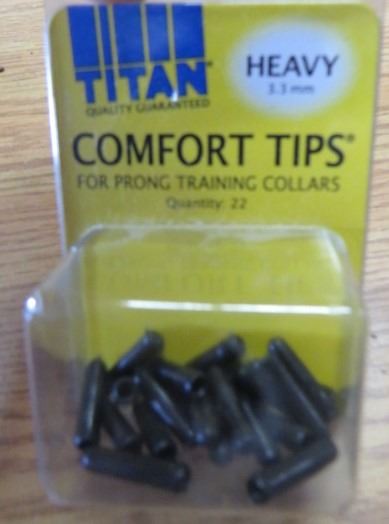 TITAN
QUALITY GUARANTEED
HEAVY
3.3 mm
COMFORT TIPS®
FOR PRONG TRAINING COLLARS
Quantity: 22